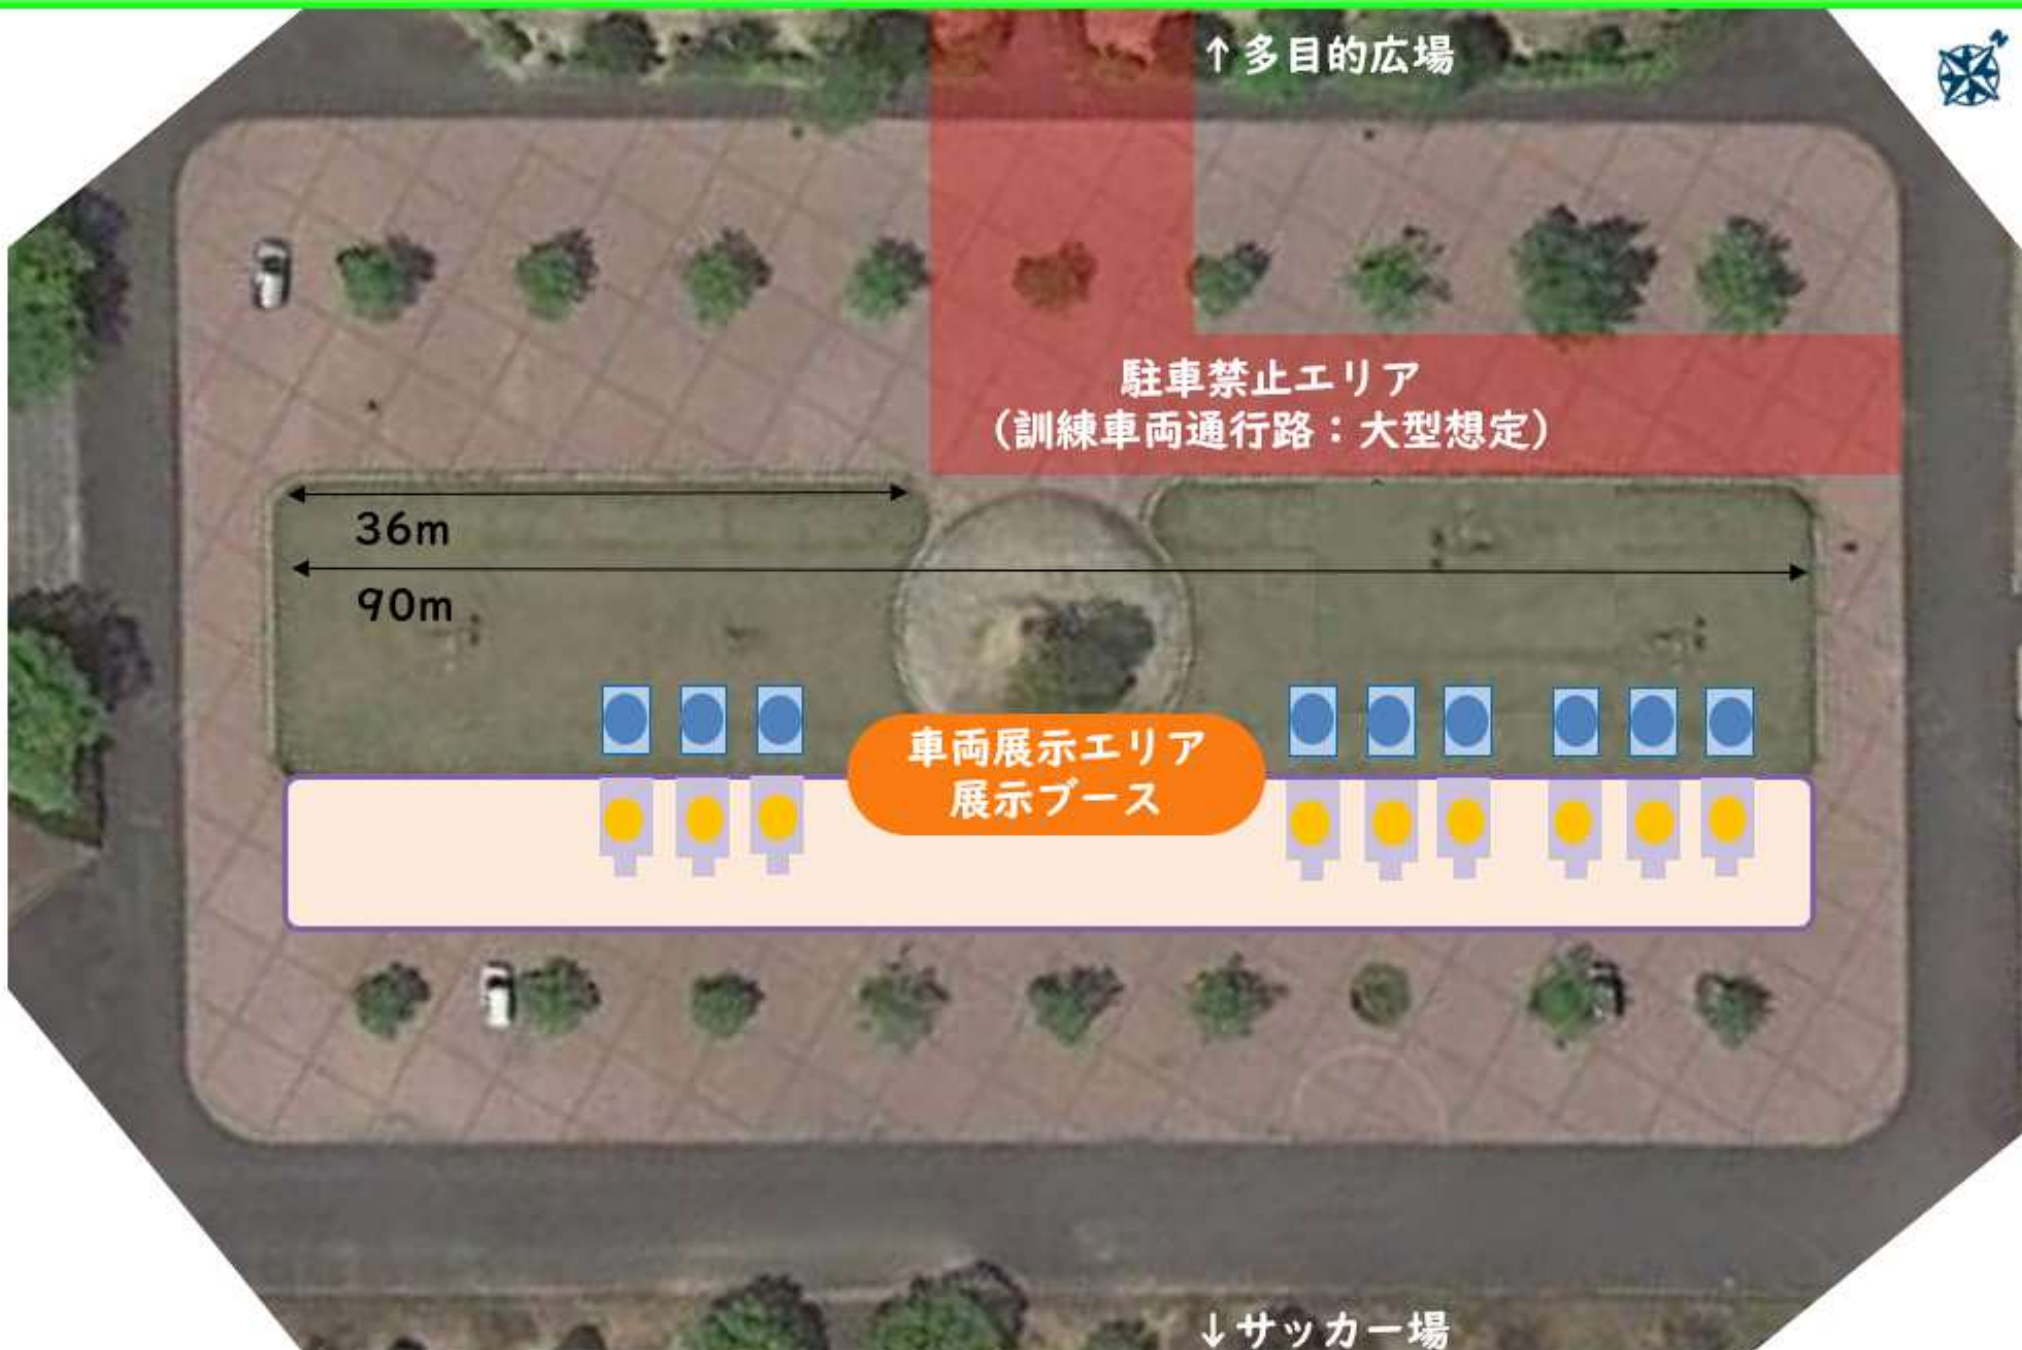 ↑多目的広場
N
駐車禁止エリア
（訓練車両通行路：大型想定）
36m
90m
車両展示エリア
展示ブース
↓サッカー場